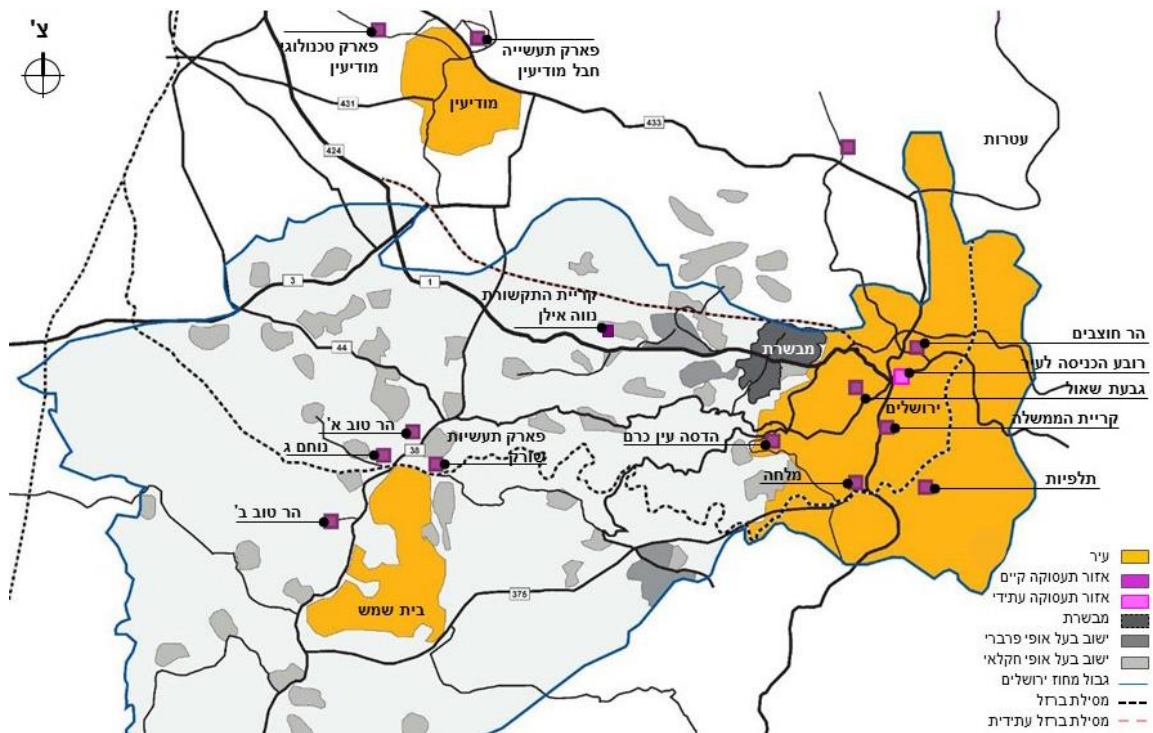 צ'
פארק טכנולוגי
מודיעין
פארק תעשייה
חבל מודיעין
מודיעין
431
433
424
עטרות
3
1
קריית התקשורת
נווה אילן
מבשרת
הר חוצבים
רובע הכניסה לעיר
גבעת שאול
ירושלים
קריית הממשלה
44
הר טוב א'
נוחם ג
38
פארק תעשיות
שורק
הדסה עין כרם
מלחה
תלפיות
הר טוב ב'
375
בית שמש
עיר
אזור תעסוקה קיים
אזור תעסוקה עתידי
מבשרת
ישוב בעל אופי פרברי
ישוב בעל אופי חקלאי
גבול מחוז ירושלים
מסילת ברזל
מסילת ברזל עתידית